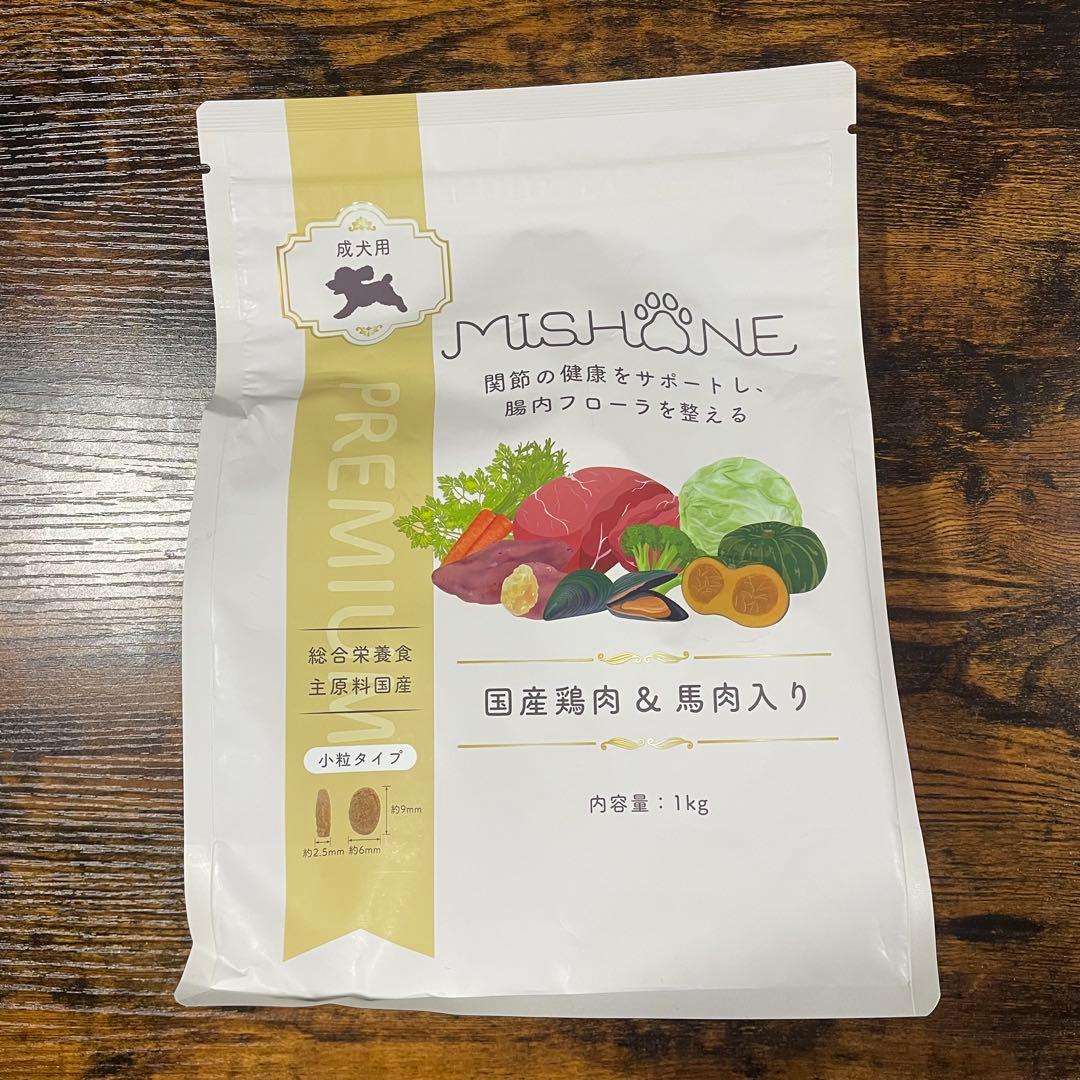 成犬用
MISHONE
関節の健康をサポートし、
腸内フローラを整える
PREMIUM
総合栄養食
主原料国産
小粒タイプ
約9mm
約2.5mm 約6mm
国産鶏肉 & 馬肉入り
内容量：1kg